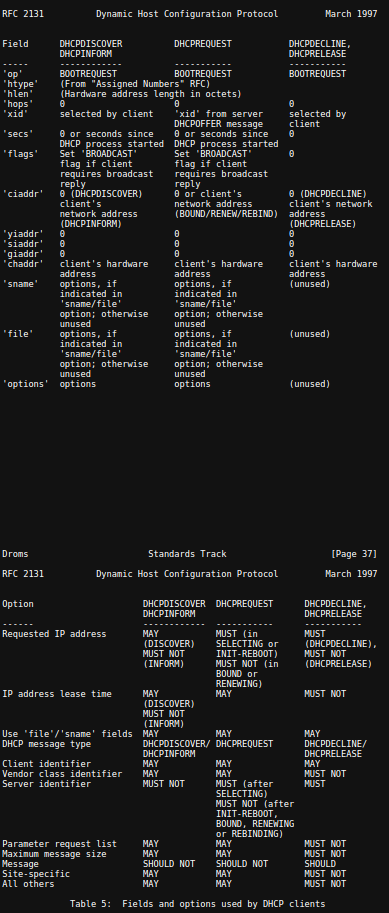 RFC 2131          Dynamic Host Configuration Protocol         March 1997
Field      DHCPDISCOVER          DHCPREQUEST           DHCPDECLINE,
           DHCPINFORM                                  DHCPRELEASE
-----      ------------          -----------           -----------
'op'       BOOTREQUEST           BOOTREQUEST           BOOTREQUEST
'htype'    (From "Assigned Numbers" RFC)
'hlen'     (Hardware address length in octets)
'hops'     0                     0                     0
'xid'      selected by client    'xid' from server     selected by
                                 DHCPOFFER message     client
'secs'     0 or seconds since    0 or seconds since    0
           DHCP process started  DHCP process started
'flags'    Set 'BROADCAST'       Set 'BROADCAST'       0
           flag if client        flag if client
           requires broadcast    requires broadcast
           reply                 reply
'ciaddr'   0 (DHCPDISCOVER)      0 or client's         0 (DHCPDECLINE)
           client's              network address       client's network
           network address       (BOUND/RENEW/REBIND)  address
           (DHCPINFORM)                                (DHCPRELEASE)
'yiaddr'   0                     0                     0
'siaddr'   0                     0                     0
'giaddr'   0                     0                     0
'chaddr'   client's hardware     client's hardware     client's hardware
           address               address               address
'sname'    options, if           options, if           (unused)
           indicated in          indicated in
           'sname/file'          'sname/file'
           option; otherwise     option; otherwise
           unused                unused
'file'     options, if           options, if           (unused)
           indicated in          indicated in
           'sname/file'          'sname/file'
           option; otherwise     option; otherwise
           unused                unused
'options'  options               options               (unused)
Droms                       Standards Track                    [Page 37]
RFC 2131          Dynamic Host Configuration Protocol         March 1997
Option                     DHCPDISCOVER  DHCPREQUEST      DHCPDECLINE,
                           DHCPINFORM                     DHCPRELEASE
------                     ------------  -----------      -----------
Requested IP address       MAY           MUST (in         MUST
                           (DISCOVER)    SELECTING or     (DHCPDECLINE),
                           MUST NOT      INIT-REBOOT)     MUST NOT
                           (INFORM)      MUST NOT (in     (DHCPRELEASE)
                                         BOUND or
                                         RENEWING)
IP address lease time      MAY           MAY              MUST NOT
                           (DISCOVER)
                           MUST NOT
                           (INFORM)
Use 'file'/'sname' fields  MAY           MAY              MAY
DHCP message type          DHCPDISCOVER/ DHCPREQUEST      DHCPDECLINE/
                           DHCPINFORM                     DHCPRELEASE
Client identifier          MAY           MAY              MAY
Vendor class identifier    MAY           MAY              MUST NOT
Server identifier          MUST NOT      MUST (after      MUST
                                         SELECTING)
                                         MUST NOT (after
                                         INIT-REBOOT,
                                         BOUND, RENEWING
                                         or REBINDING)
Parameter request list     MAY           MAY              MUST NOT
Maximum message size       MAY           MAY              MUST NOT
Message                    SHOULD NOT    SHOULD NOT       SHOULD
Site-specific              MAY           MAY              MUST NOT
All others                 MAY           MAY              MUST NOT
Table 5:  Fields and options used by DHCP clients